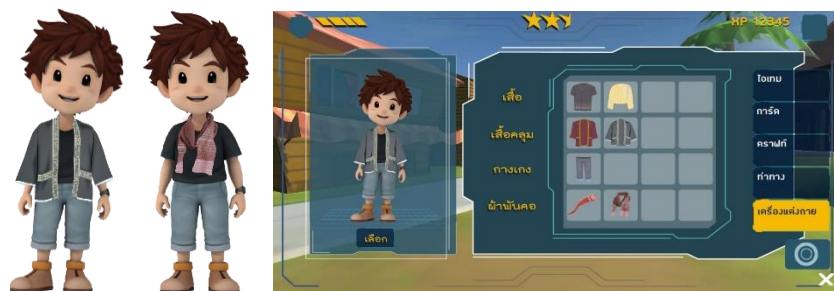 XP 12345
เสื้อ
เสื้อคลุม
กางเกง
ผ้าพันคอ
เลือก
ไอเทม
การ์ด
คราฟท์
ท่าทาง
เครื่องแต่งกาย